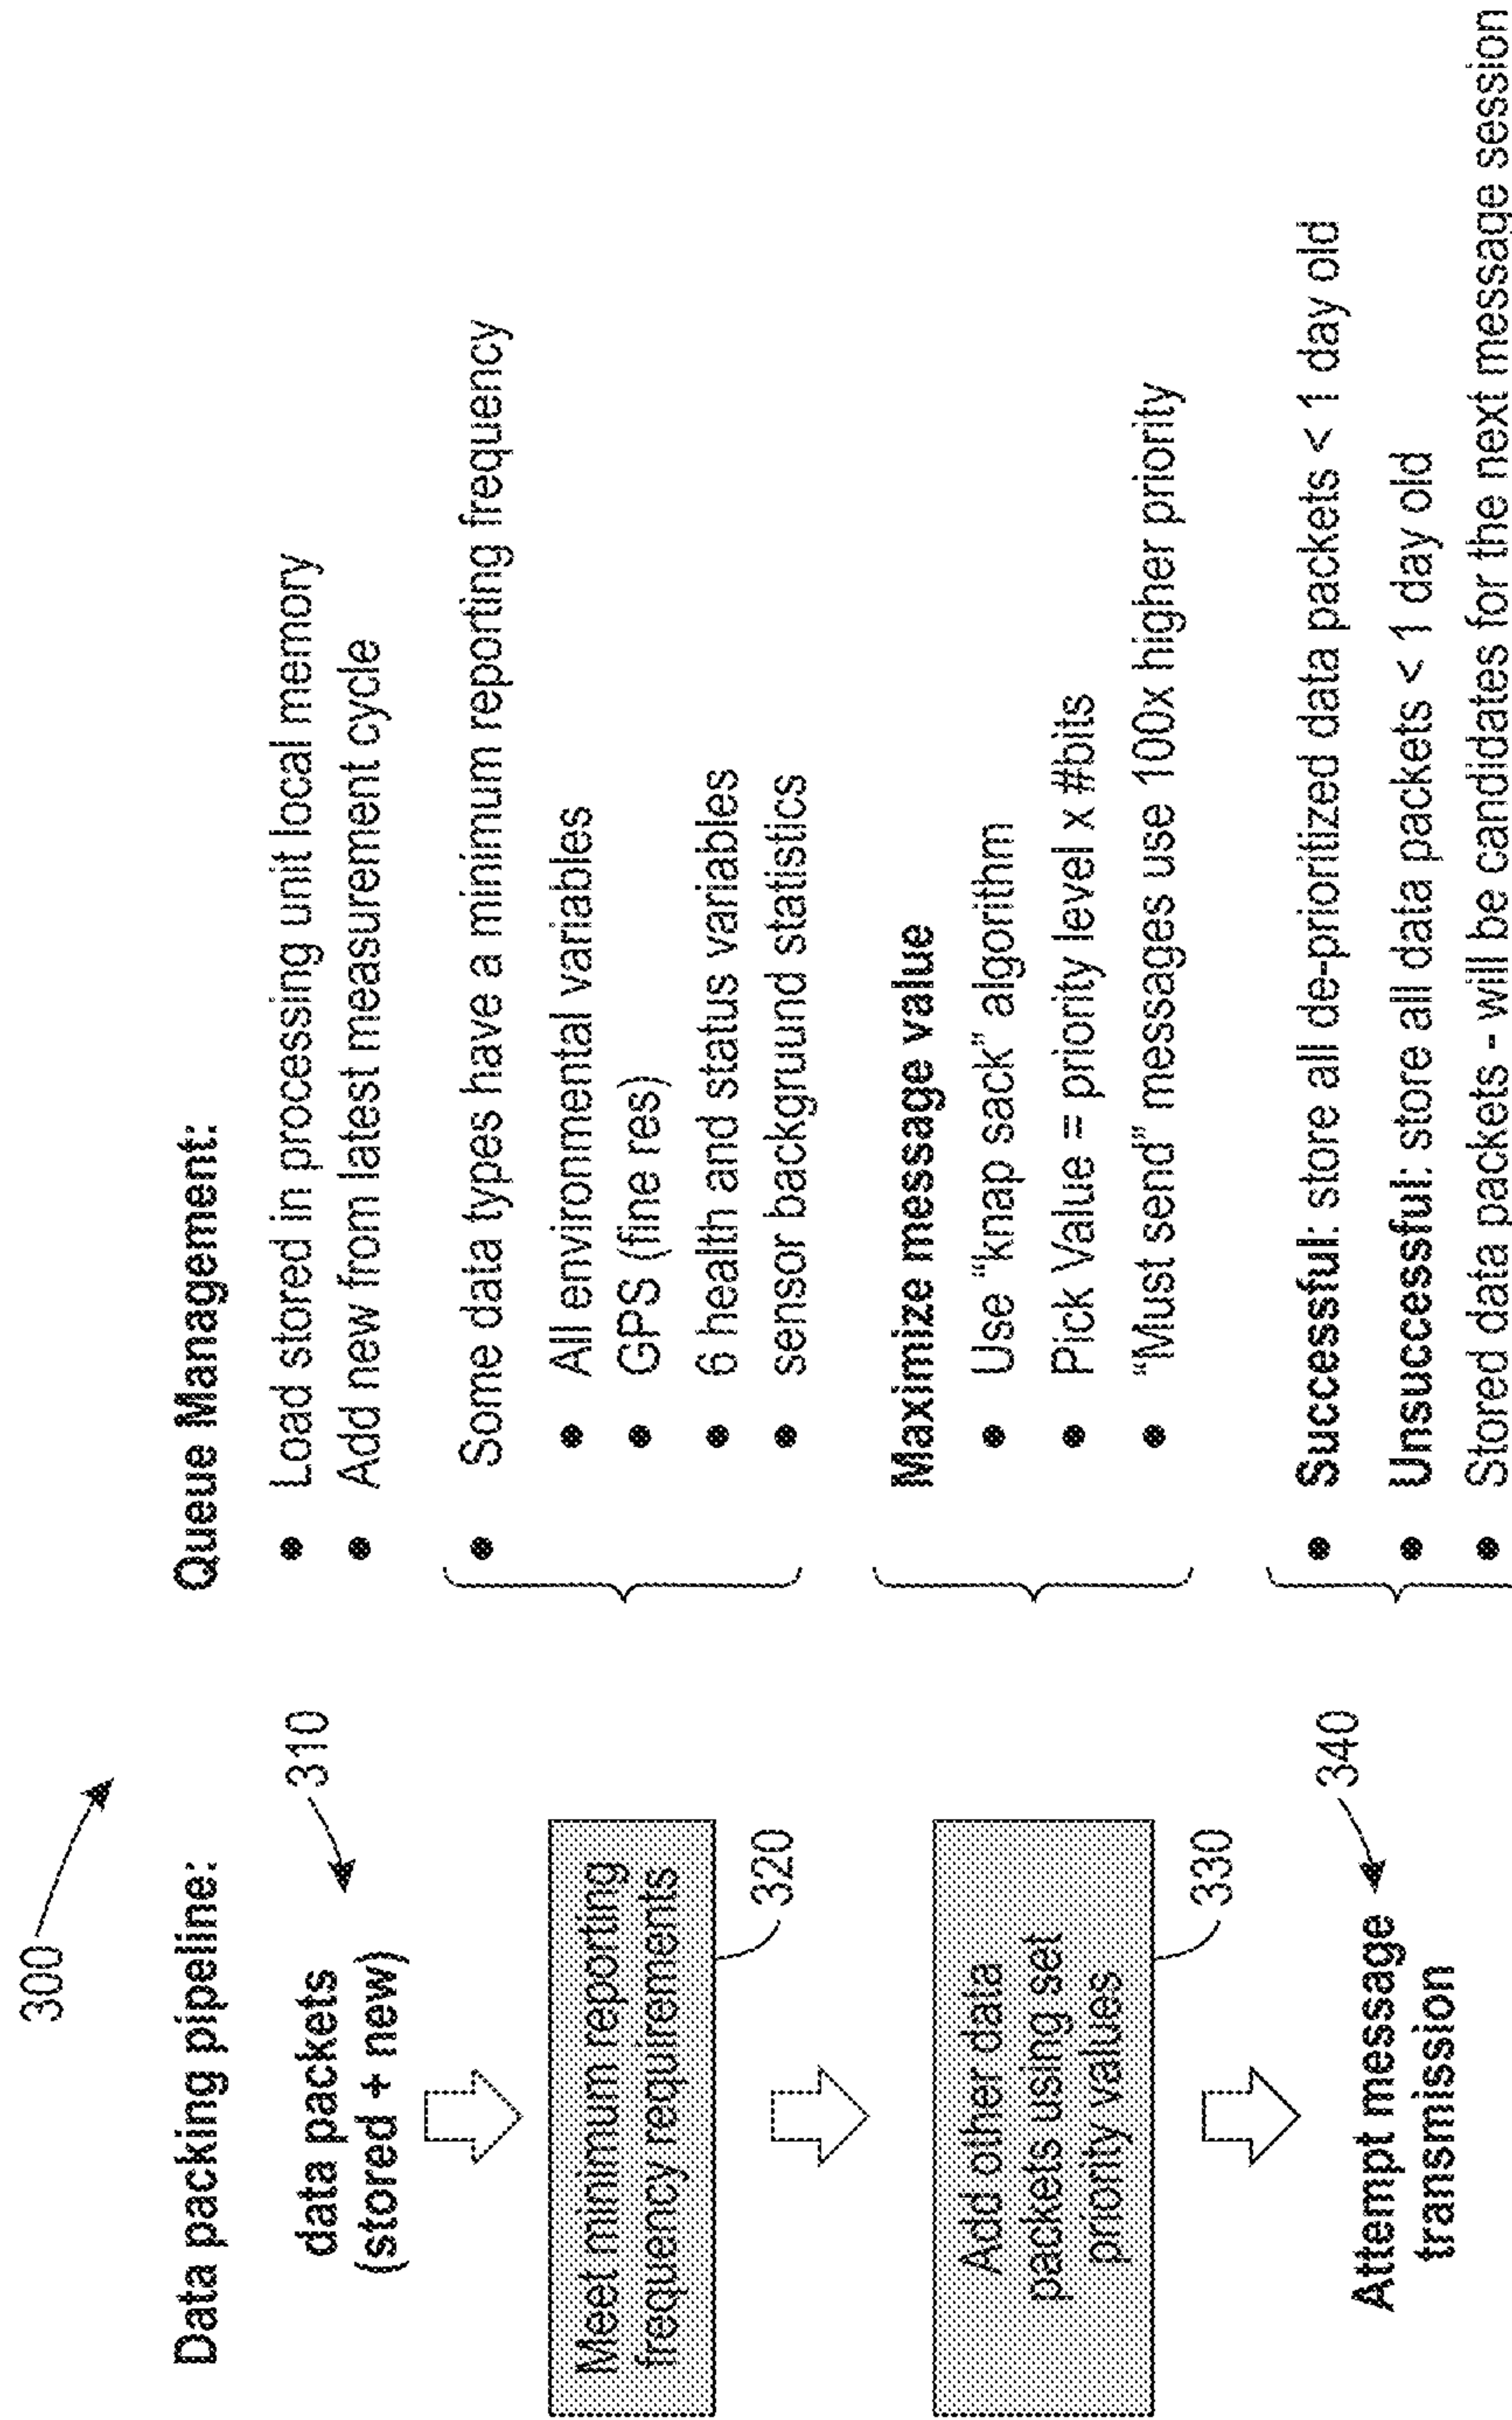 300
Data packing pipeline:
data packets
(stored + new)
310
Meet minimum reporting
frequency requirements
320
Add other data
packets using set
priority values
330
Attempt message
transmission
340
Queue Management:
● Load stored in processing unit local memory
● Add new from latest measurement cycle
● Some data types have a minimum reporting frequency
● All environmental variables
● GPS (fine res)
● 6 health and status variables
● sensor backgruund statistics
Maximize message value
● Use “knap sack” algorithm
● Pick Value = priority level x #bits
● “Must send” messages use 100x higher priority
● Successful: store all de-prioritized data packets < 1 day old
● Unsuccessful: store all data packets < 1 day old
● Stored data packets - will be candidates for the next message session